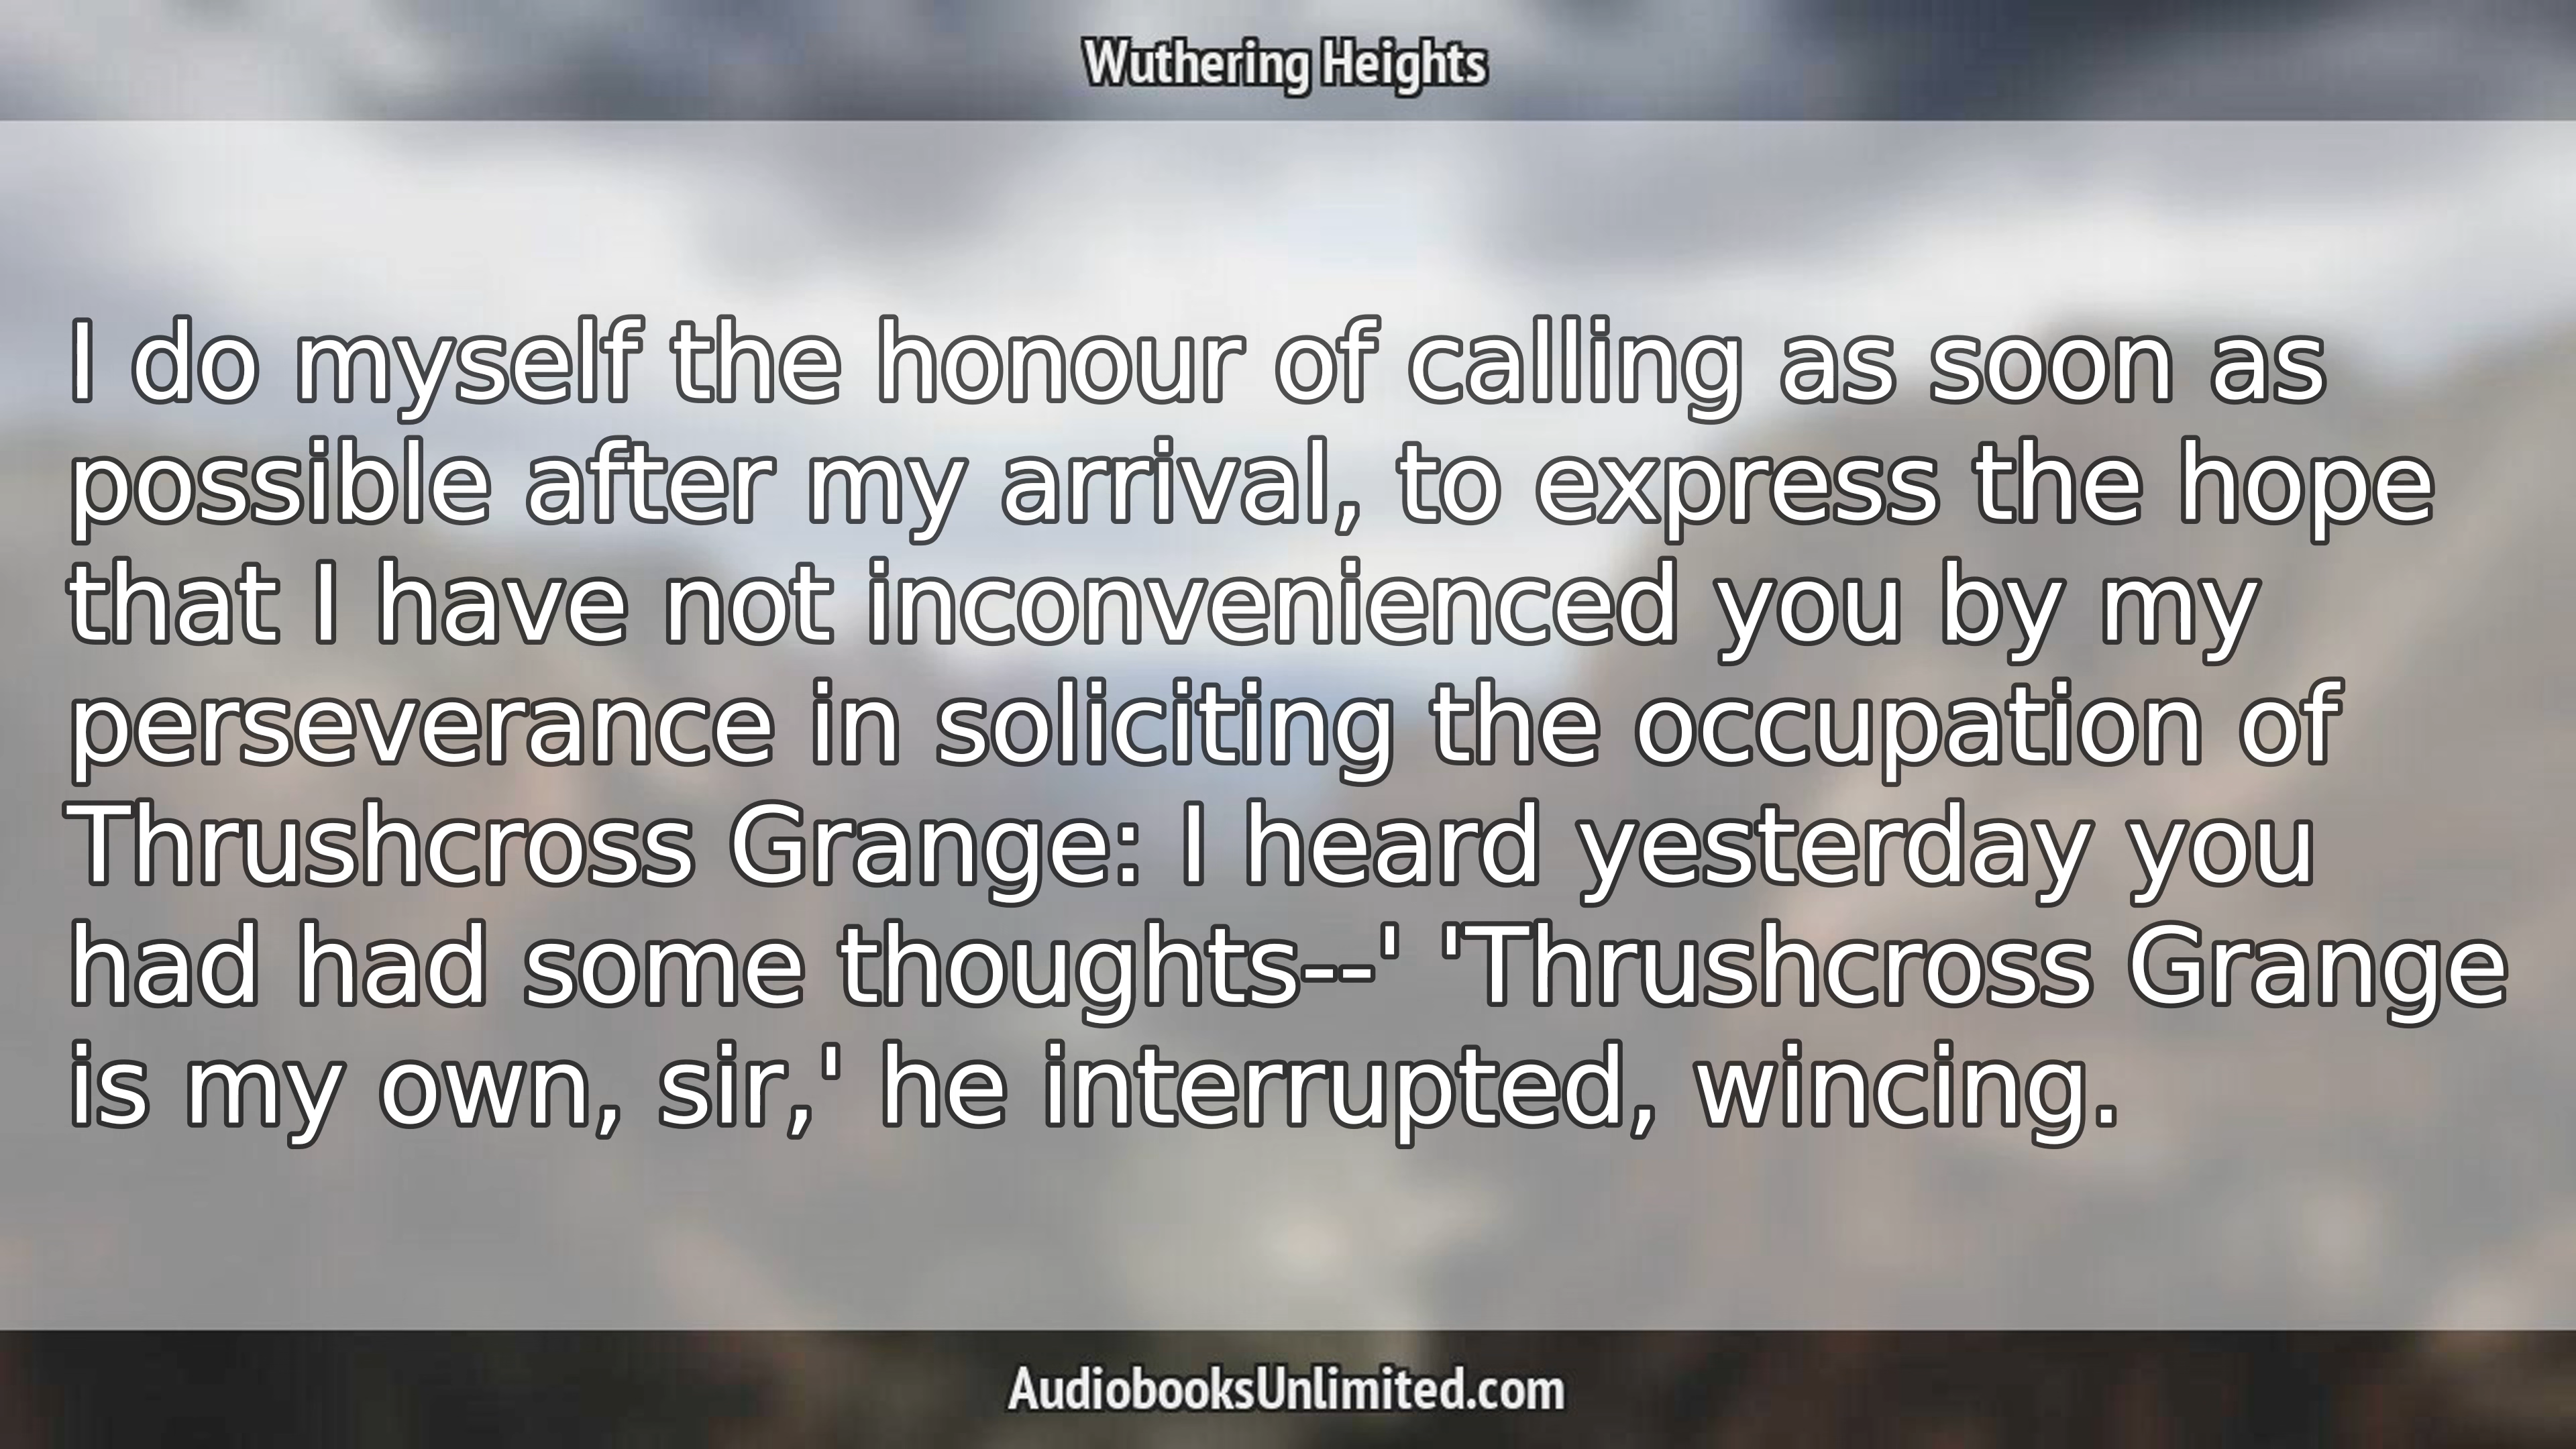 Wuthering Heights
I do myself the honour of calling as soon as
possible after my arrival, to express the hope
that I have not inconvenienced you by my
perseverance in soliciting the occupation of
Thrushcross Grange: I heard yesterday you
had had some thoughts--' 'Thrushcross Grange
is my own, sir,' he interrupted, wincing.
AudiobooksUnlimited.com